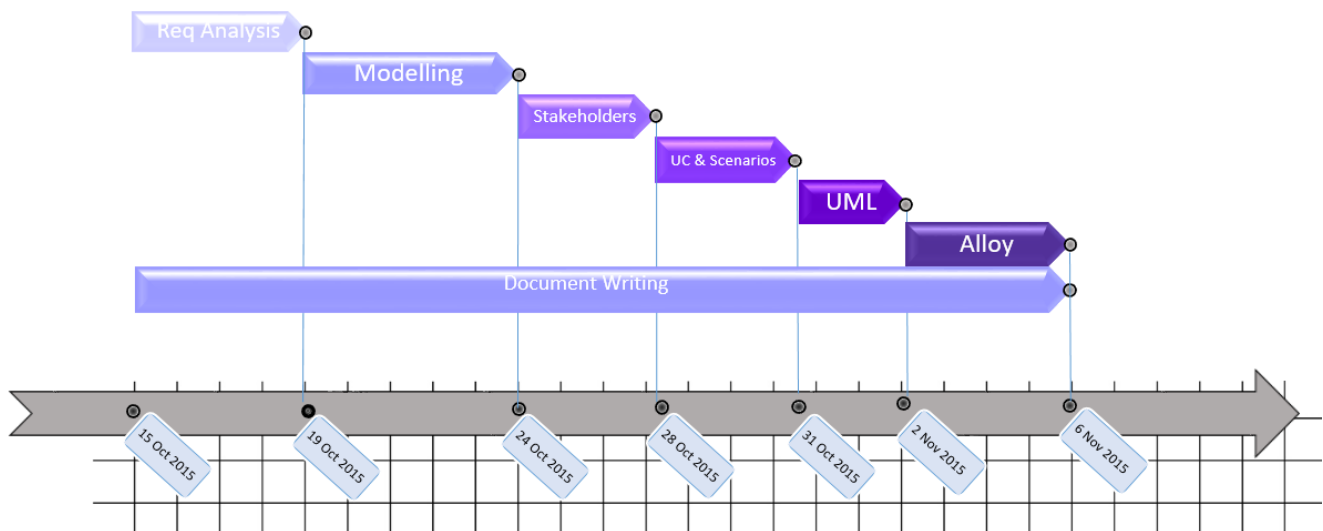 Req Analysis
Modelling
Stakeholders
UC & Scenarios
UML
Alloy
Document Writing
15 Oct 2015
19 Oct 2015
24 Oct 2015
28 Oct 2015
31 Oct 2015
2 Nov 2015
6 Nov 2015